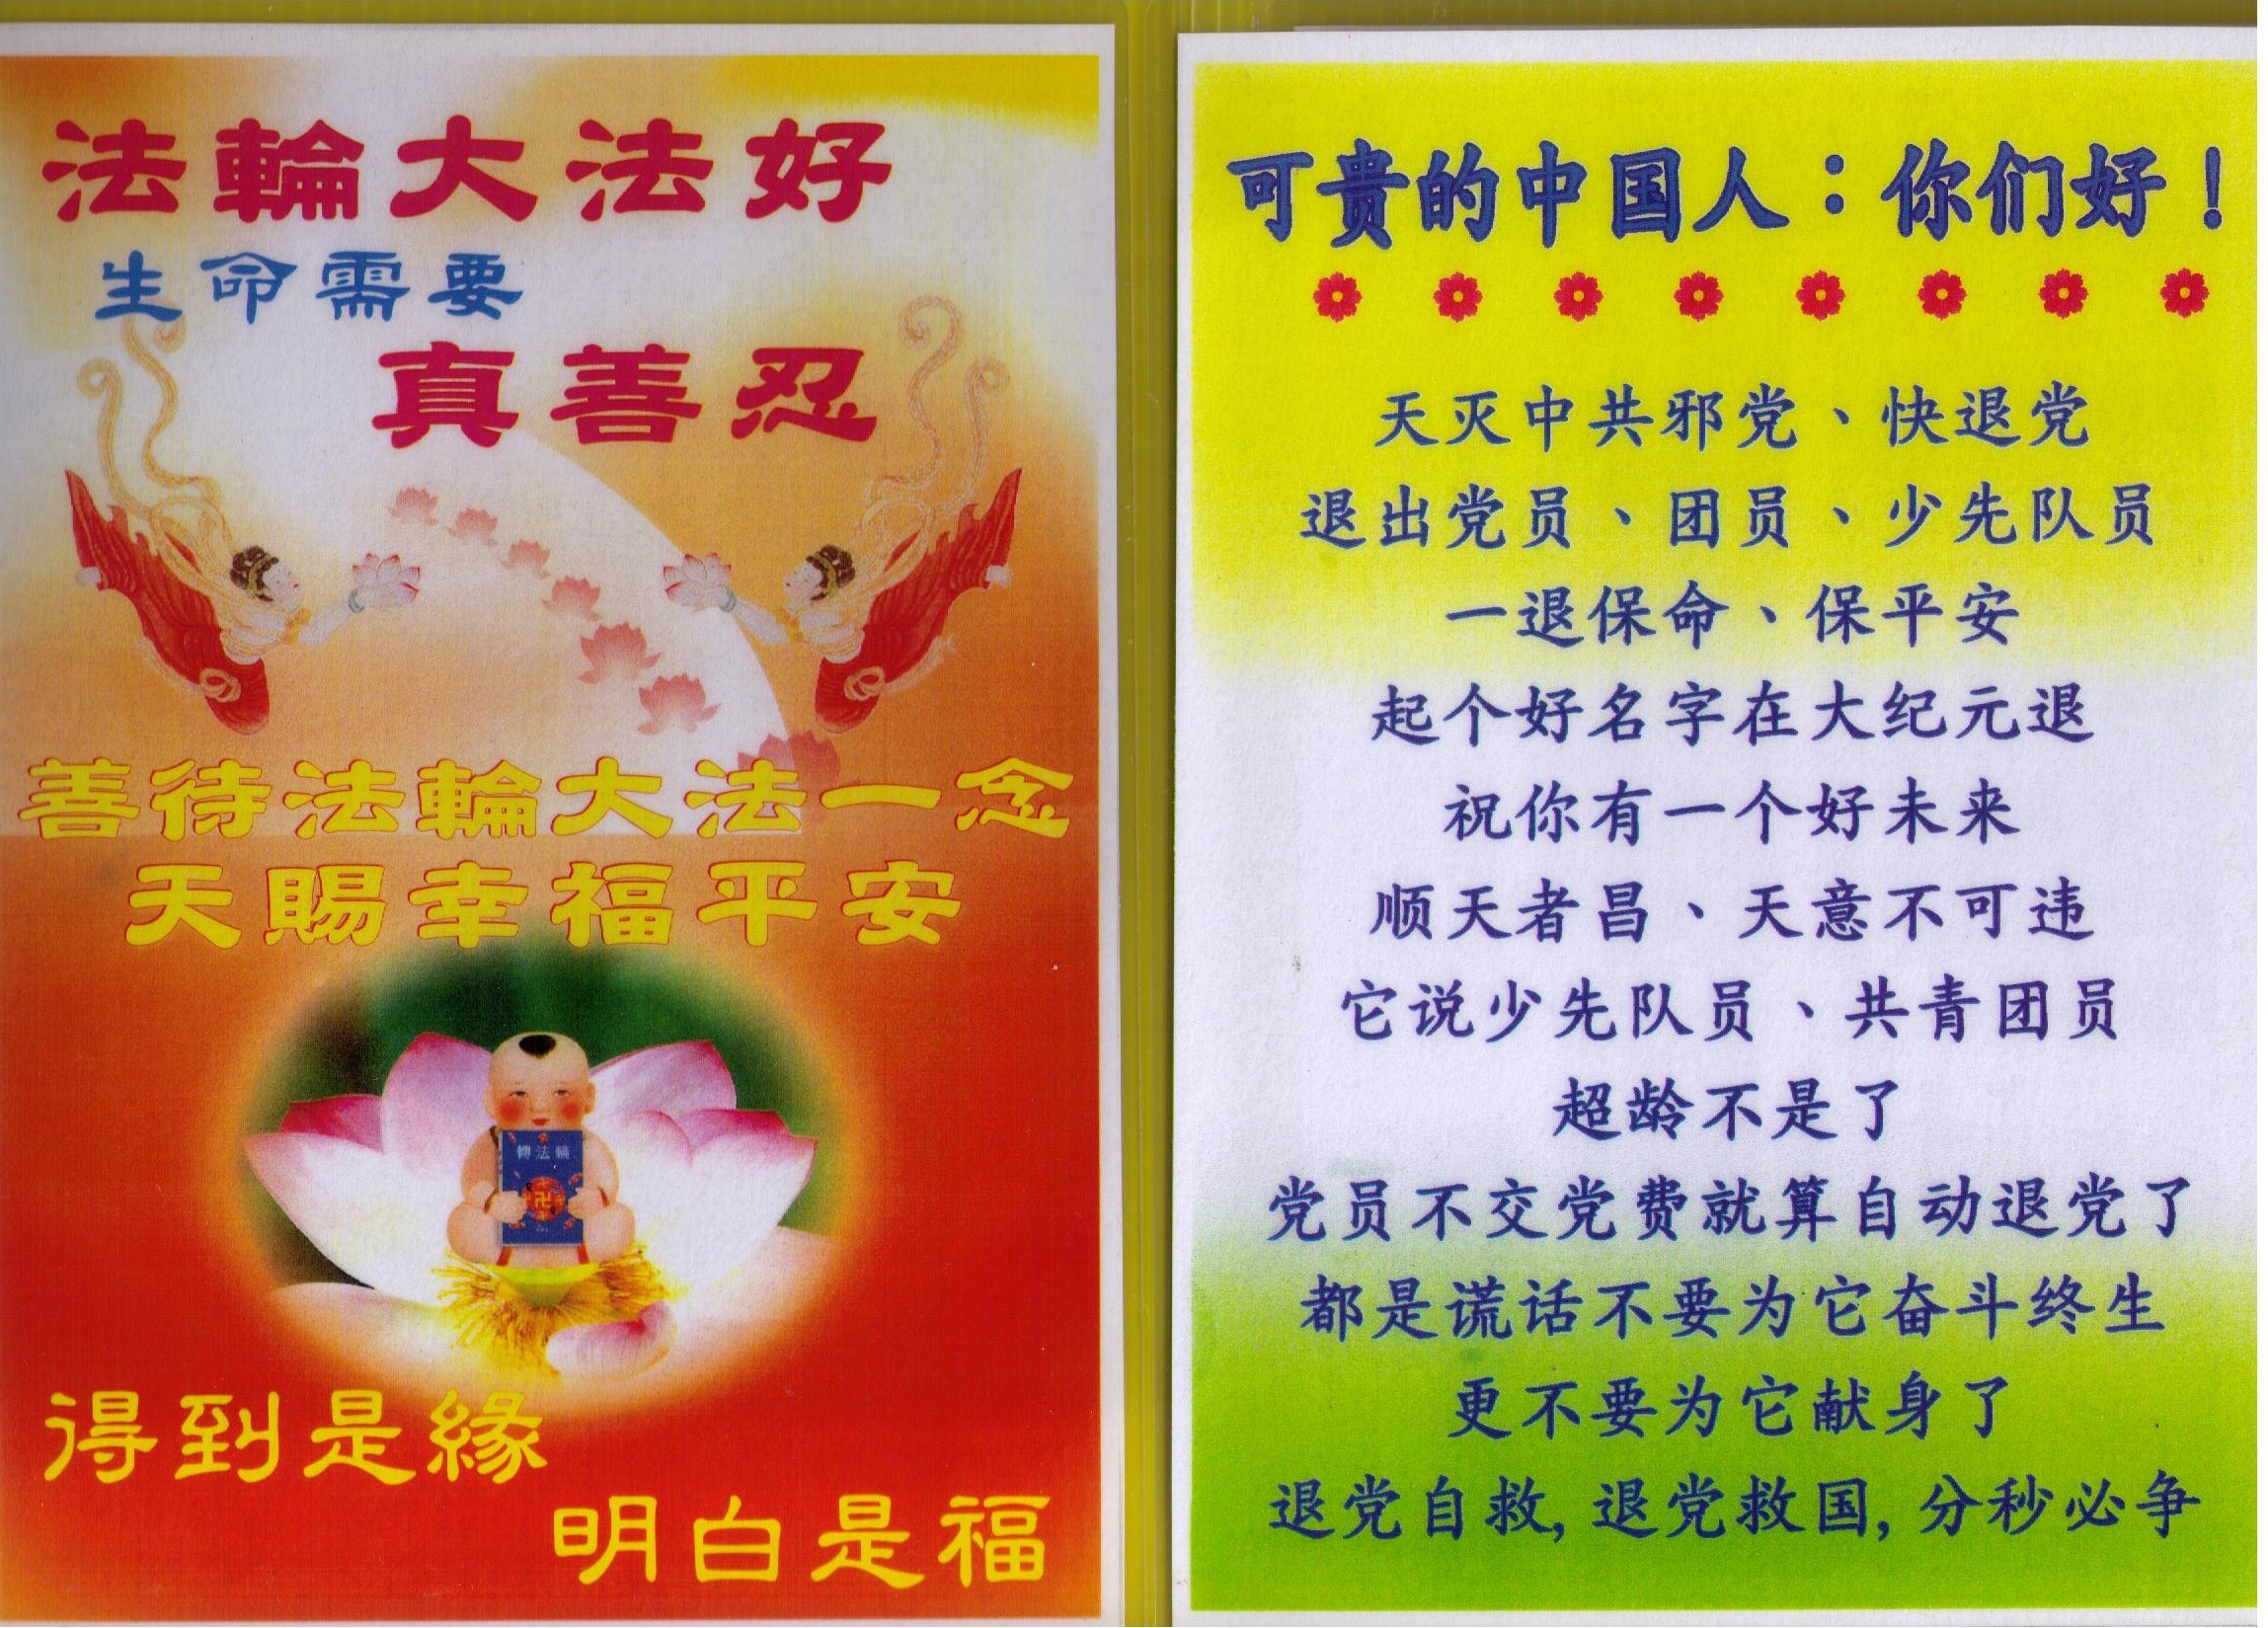 法輪大法好
生命需要
真善忍
善待法輪大法一念
天賜幸福平安
轉法輪
得到是緣
明白是福
可贵的中国人：你们好！
天灭中共邪党、快退党
退出党员、团员、少先队员
一退保命、保平安
起个好名字在大纪元退
祝你有一个好未来
顺天者昌、天意不可违
它说少先队员、共青团员
超龄不是了
党员不交党费就算自动退党了
都是谎话不要为它奋斗终生
更不要为它献身了
退党自救,退党救国,分秒必争